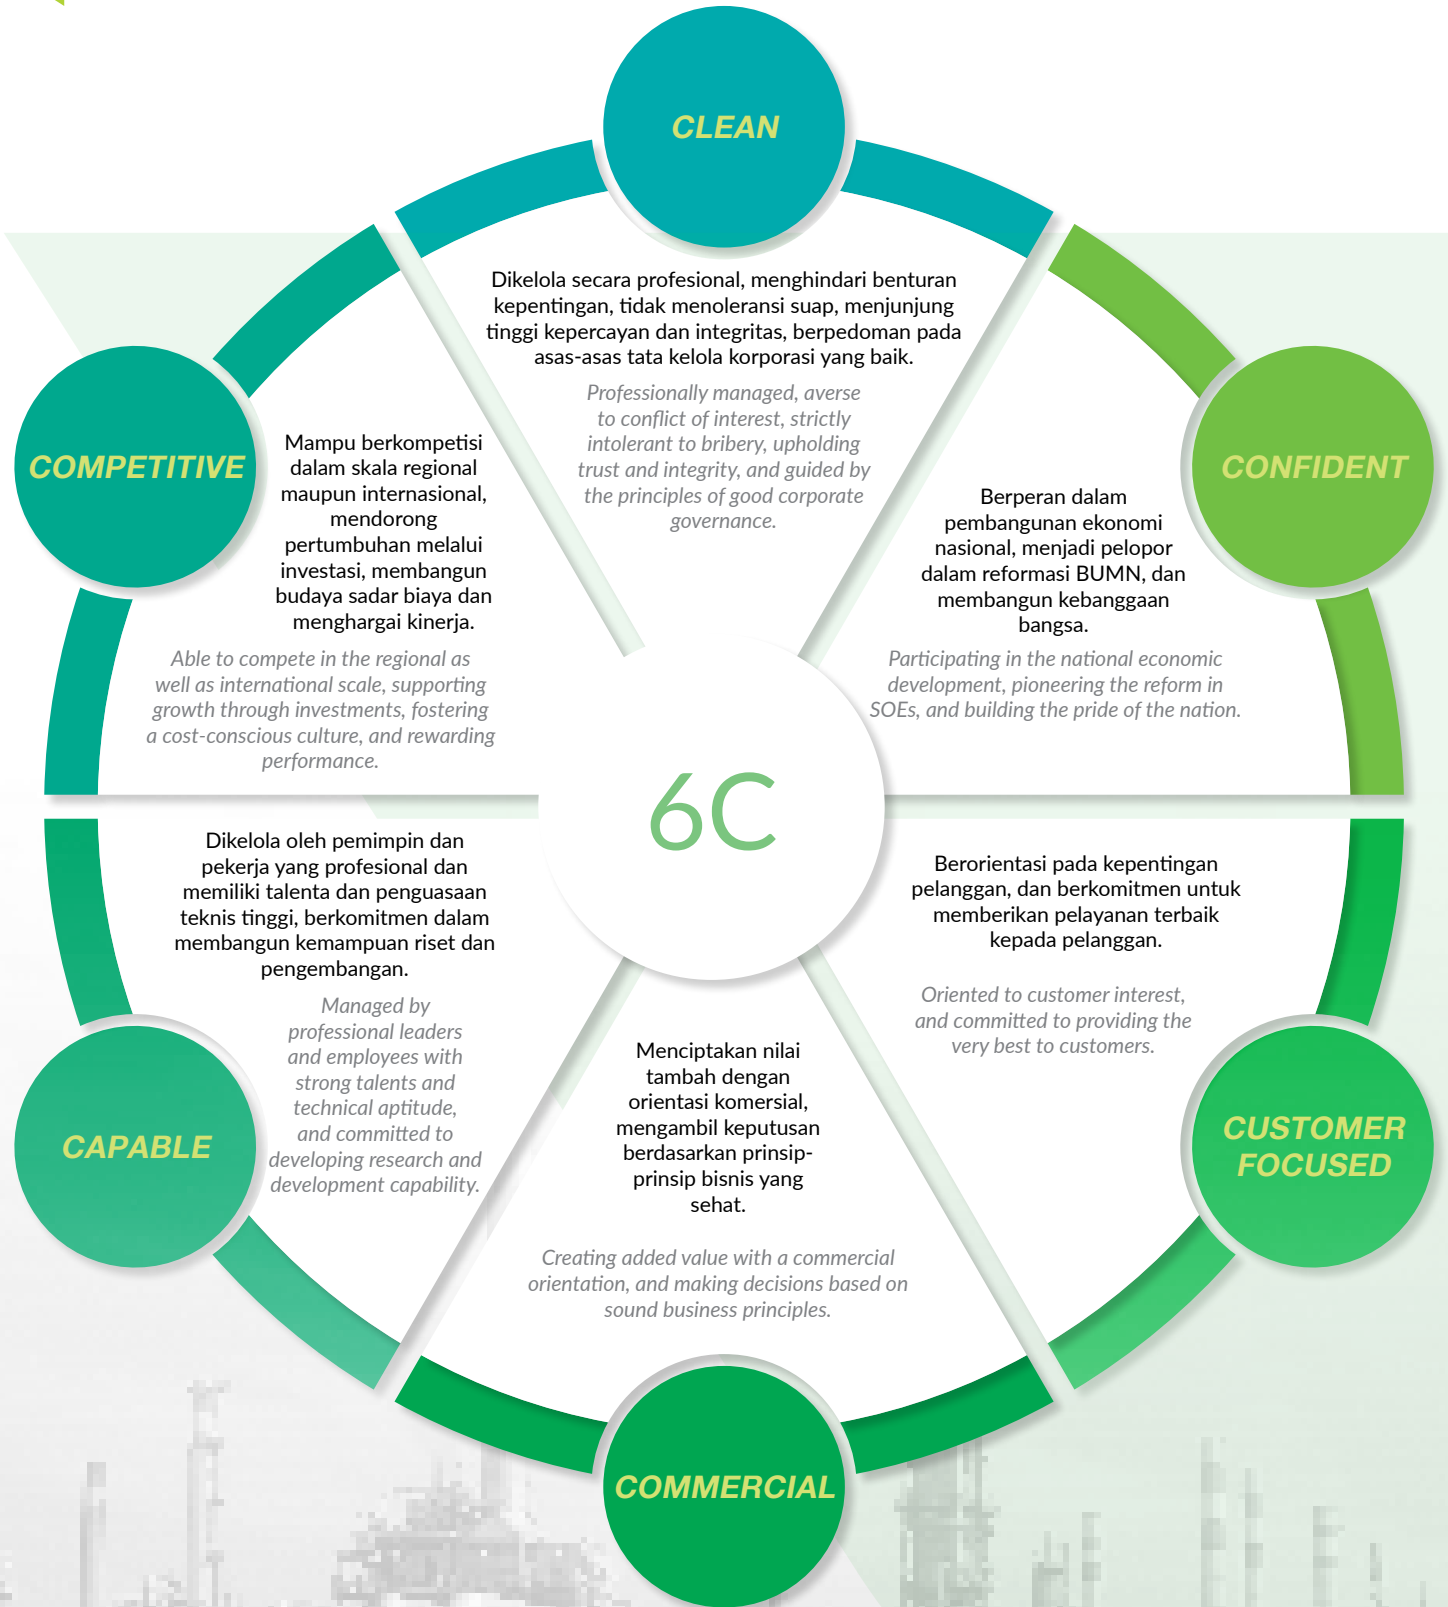 CLEAN
Dikelola secara profesional, menghindari benturan
kepentingan, tidak menoleransi suap, menjunjung
tinggi kepercayan dan integritas, berpedoman pada
asas-asas tata kelola korporasi yang baik.
Professionally managed, averse
to conflict of interest, strictly
intolerant to bribery, upholding
trust and integrity, and guided by
the principles of good corporate
governance.
CONFIDENT
Berperan dalam
pembangunan ekonomi
nasional, menjadi pelopor
dalam reformasi BUMN, dan
membangun kebanggaan
bangsa.
Participating in the national economic
development, pioneering the reform in
SOEs, and building the pride of the nation.
CUSTOMER
FOCUSED
Berorientasi pada kepentingan
pelanggan, dan berkomitmen untuk
memberikan pelayanan terbaik
kepada pelanggan.
Oriented to customer interest,
and committed to providing the
very best to customers.
COMMERCIAL
Menciptakan nilai
tambah dengan
orientasi komersial,
mengambil keputusan
berdasarkan prinsip-
prinsip bisnis yang
sehat.
Creating added value with a commercial
orientation, and making decisions based on
sound business principles.
CAPABLE
Dikelola oleh pemimpin dan
pekerja yang profesional dan
memiliki talenta dan penguasaan
teknis tinggi, berkomitmen dalam
membangun kemampuan riset dan
pengembangan.
Managed by
professional leaders
and employees with
strong talents and
technical aptitude,
and committed to
developing research and
development capability.
COMPETITIVE
Mampu berkompetisi
dalam skala regional
maupun internasional,
mendorong
pertumbuhan melalui
investasi, membangun
budaya sadar biaya dan
menghargai kinerja.
Able to compete in the regional as
well as international scale, supporting
growth through investments, fostering
a cost-conscious culture, and rewarding
performance.
6C